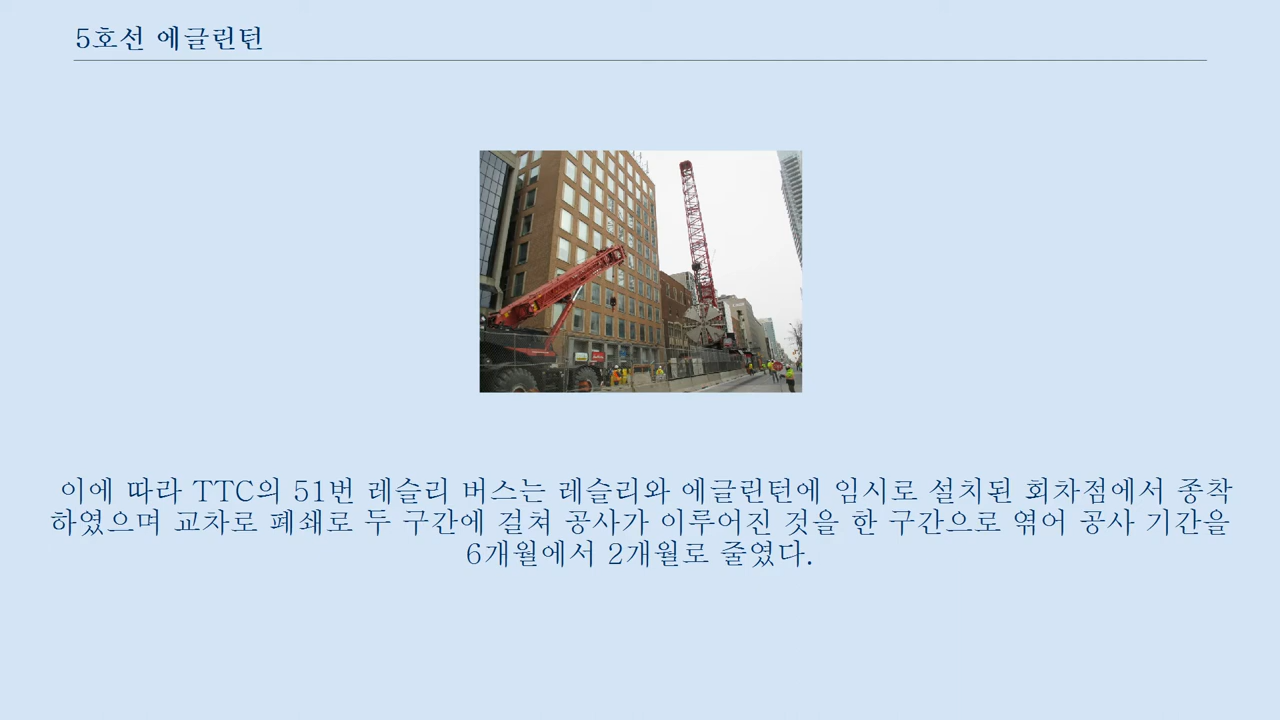 5호선 에글린턴
이에 따라 TTC의 51번 레슬리 버스는 레슬리와 에글린턴에 임시로 설치된 회차점에서 종착
하였으며 교차로 폐쇄로 두 구간에 걸쳐 공사가 이루어진 것을 한 구간으로 엮어 공사 기간을
6개월에서 2개월로 줄였다.